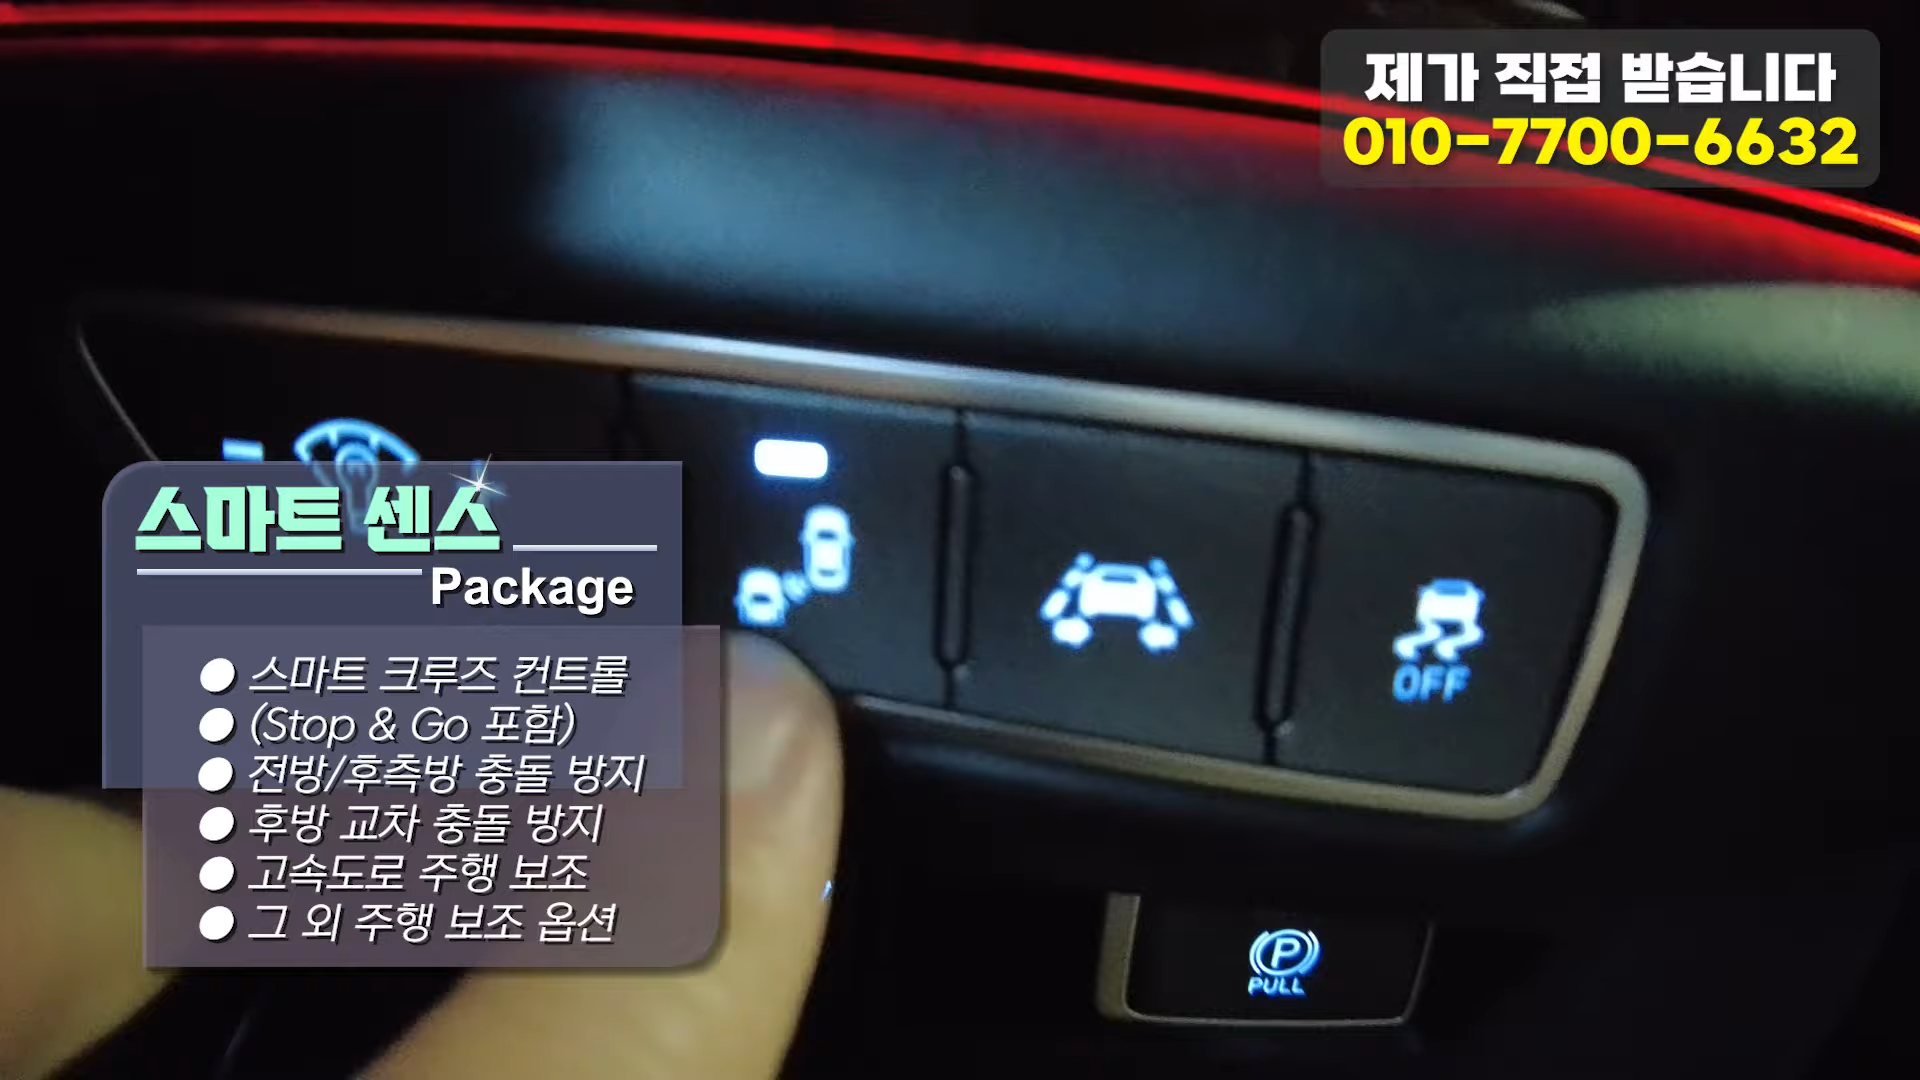 제가 직접 받습니다
010-7700-6632
스마트 센스
Package
● 스마트 크루즈 컨트롤
● (Stop & Go 포함)
● 전방/후측방 충돌 방지
● 후방 교차 충돌 방지
● 고속도로 주행 보조
● 그 외 주행 보조 옵션
OFF
P
PULL